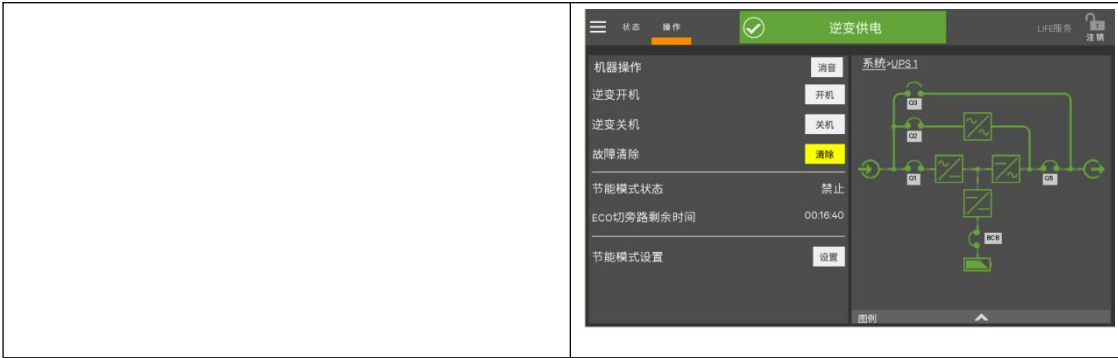 状态 操作 逆变供电 LIFE服务 注销
机器操作 消音
逆变开机 开机
逆变关机 关机
故障清除 清除
节能模式状态 禁止
ECO切旁路剩余时间 00:16:40
节能模式设置 设置
系统>UPS 1
Q3
Q2
Q1
Q5
BCB
图例